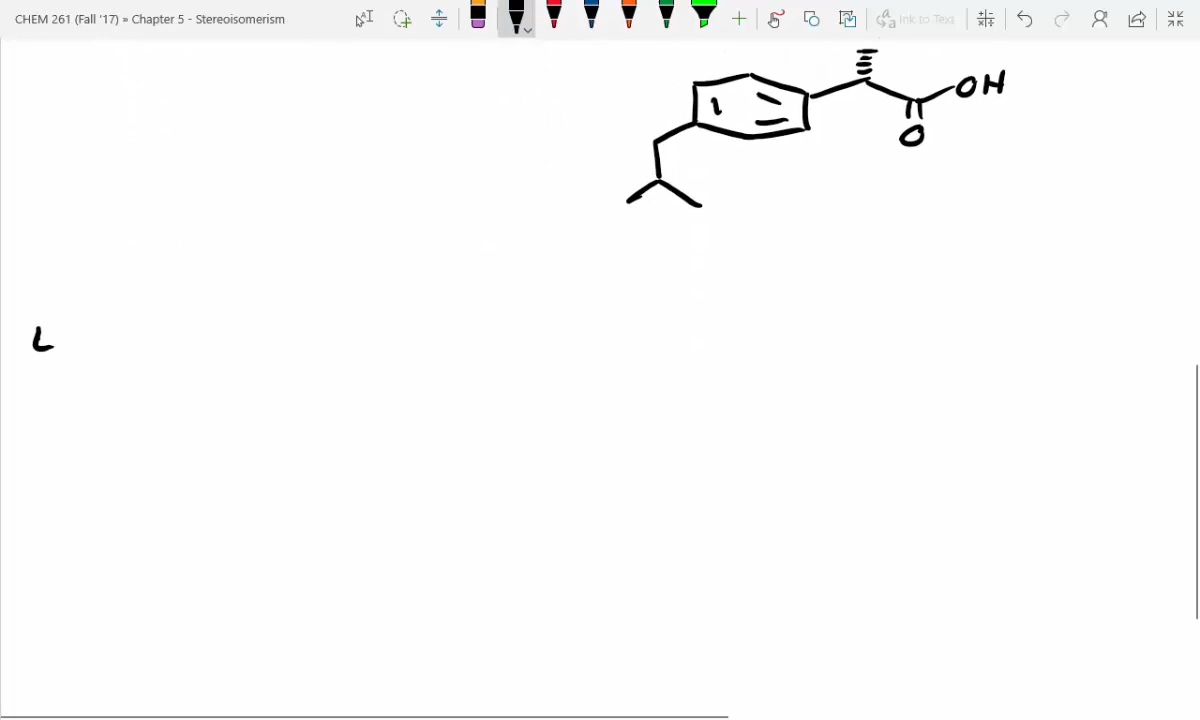 CHEM 261 (Fall '17) » Chapter 5 - Stereoisomerism
Ink to Text
OH
O
L